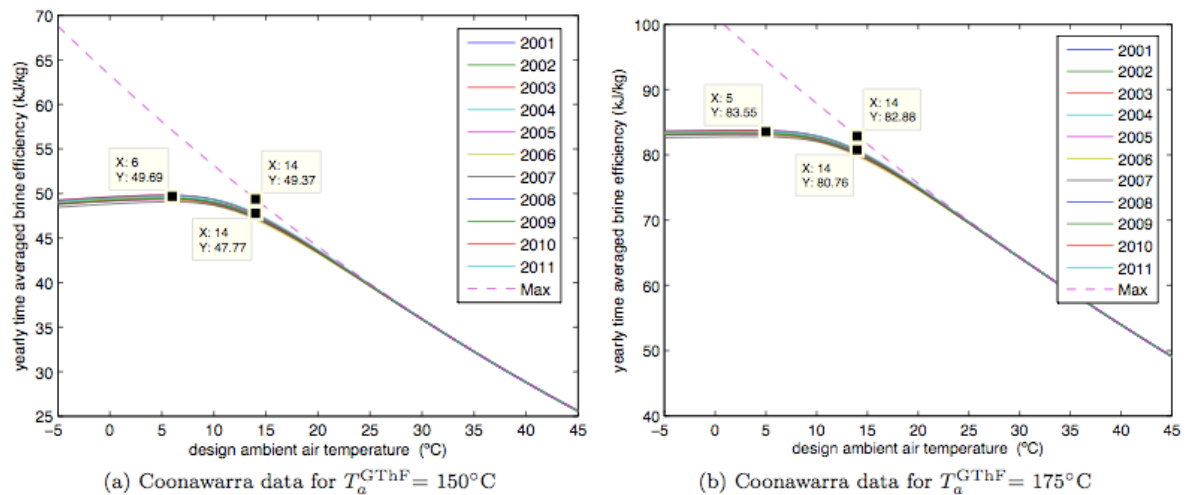 70
65
60
55
50
45
40
35
30
25
yearly time averaged brine efficiency (kJ/kg)
X: 6
Y: 49.69
X: 14
Y: 49.37
X: 14
Y: 47.77
2001
2002
2003
2004
2005
2006
2007
2008
2009
2010
2011
Max
−5 0 5 10 15 20 25 30 35 40 45
design ambient air temperature (ºC)
(a) Coonawarra data for Tₐᴳᵀʰᶠ= 150°C
100
90
80
70
60
50
40
yearly time averaged brine efficiency (kJ/kg)
X: 5
Y: 83.55
X: 14
Y: 82.88
X: 14
Y: 80.76
2001
2002
2003
2004
2005
2006
2007
2008
2009
2010
2011
Max
−5 0 5 10 15 20 25 30 35 40 45
design ambient air temperature (ºC)
(b) Coonawarra data for Tₐᴳᵀʰᶠ= 175°C